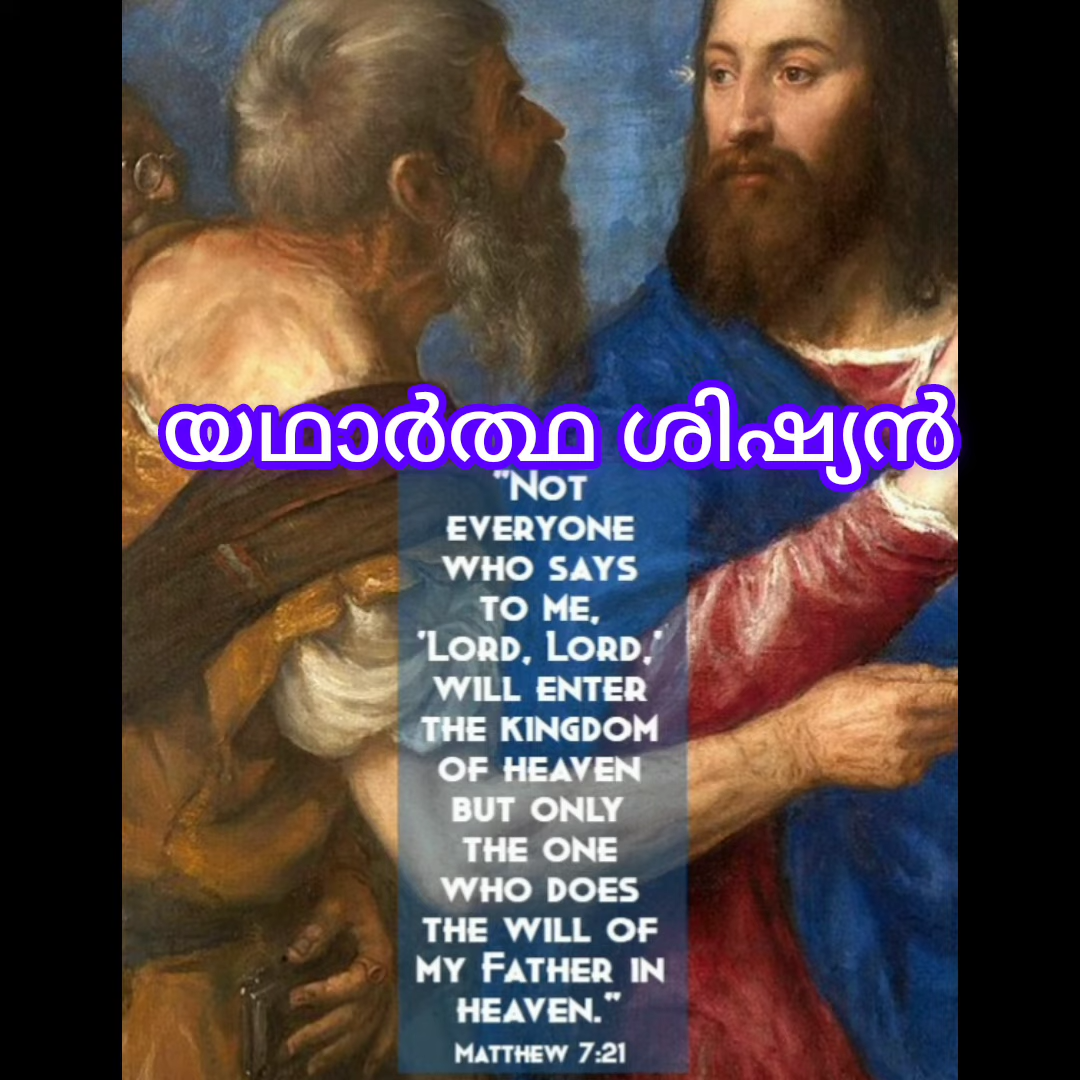 യഥാർത്ഥ ശിഷ്യൻ
"NOT
EVERYONE
WHO SAYS
TO ME,
'LORD, LORD,'
WILL ENTER
THE KINGDOM
OF HEAVEN
BUT ONLY
THE ONE
WHO DOES
THE WILL OF
MY FATHER IN
HEAVEN."
MATTHEW 7:21